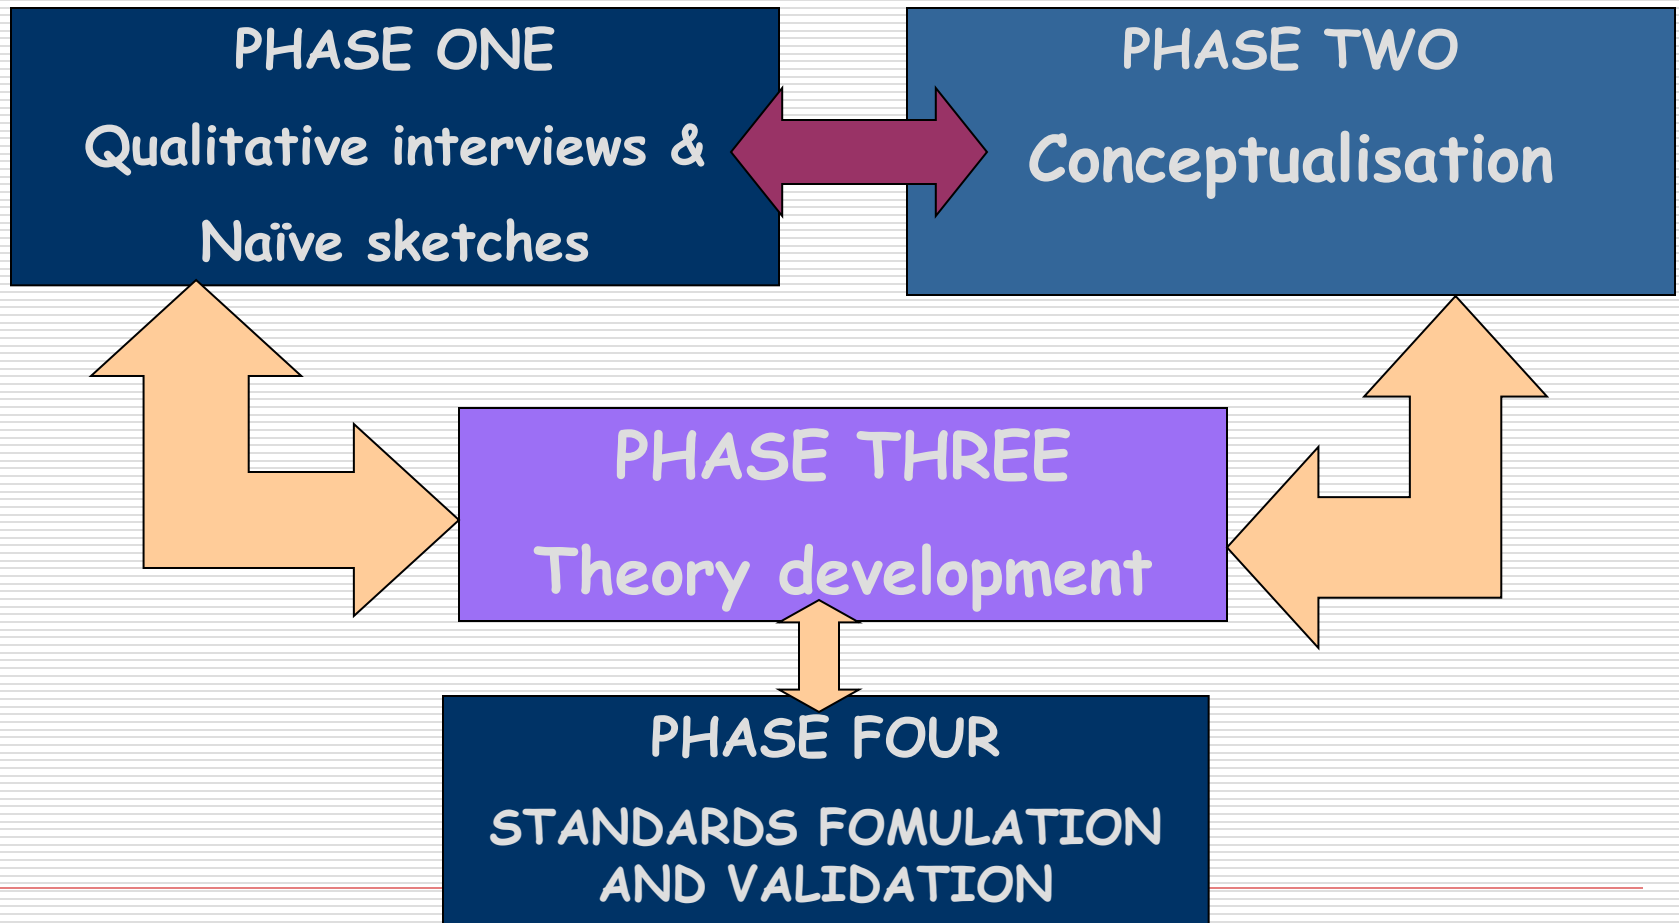 PHASE ONE
Qualitative interviews &
Naïve sketches
PHASE TWO
Conceptualisation
PHASE THREE
Theory development
PHASE FOUR
STANDARDS FOMULATION
AND VALIDATION